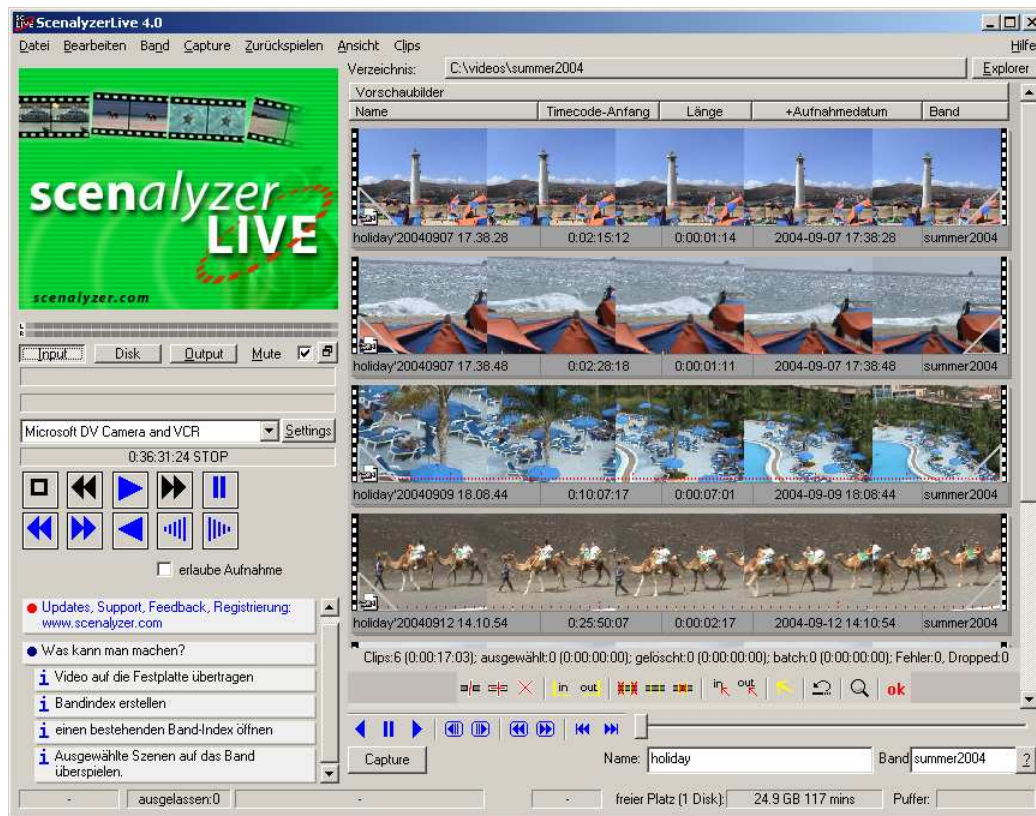 ScenalyzerLive 4.0
Datei Bearbeiten Band Capture Zurückspielen Ansicht Clips Hilfe
Verzeichnis: C:\videos\summer2004 Explorer
scenalyzer
LIVE
scenalyzer.com
L
R
Input Disk Output Mute
Microsoft DV Camera and VCR Settings
0:36:31:24 STOP
erlaube Aufnahme
Updates, Support, Feedback, Registrierung:
www.scenalyzer.com
Was kann man machen?
Video auf die Festplatte übertragen
Bandindex erstellen
einen bestehenden Band-Index öffnen
Ausgewählte Szenen auf das Band
überspielen.
Vorschaubilder
Name Timecode-Anfang Länge +Aufnahmedatum Band
holiday'20040907 17.38.28 0:02:15:12 0:00:01:14 2004-09-07 17:38:28 summer2004
holiday'20040907 17.38.48 0:02:28:18 0:00:01:11 2004-09-07 17:38:48 summer2004
holiday'20040909 18.08.44 0:10:07:17 0:00:07:01 2004-09-09 18:08:44 summer2004
holiday'20040912 14.10.54 0:25:50:07 0:00:02:17 2004-09-12 14:10:54 summer2004
Clips:6 (0:00:17:03); ausgewählt:0 (0:00:00:00); gelöscht:0 (0:00:00:00); batch:0 (0:00:00:00); Fehler:0, Dropped:0
in out in out ok
Capture Name: holiday Band summer2004 ?
- ausgelassen:0 - - freier Platz (1 Disk): 24.9 GB 117 mins Puffer: